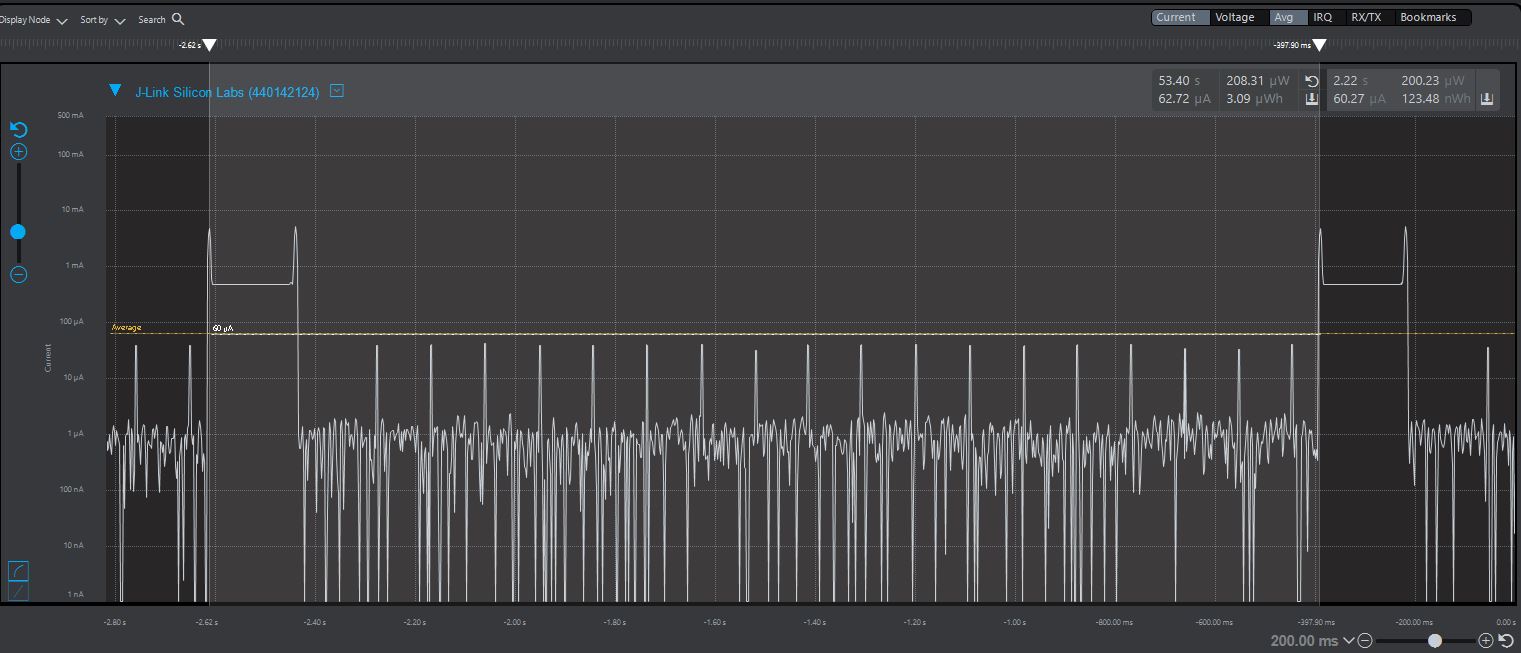 Display Node Sort by Search Current Voltage Avg IRQ RX/TX Bookmarks
-2.62 s -397.90 ms
J-Link Silicon Labs (440142124)
53.40 s 208.31 µW 2.22 s 200.23 µW
62.72 µA 3.09 µWh 60.27 µA 123.48 nWh
500 mA
100 mA
10 mA
1 mA
100 µA
Average 60 µA
Current
10 µA
1 µA
100 nA
10 nA
1 nA
-2.80 s -2.62 s -2.40 s -2.20 s -2.00 s -1.80 s -1.60 s -1.40 s -1.20 s -1.00 s -800.00 ms -600.00 ms -397.90 ms -200.00 ms 0.00 s
200.00 ms